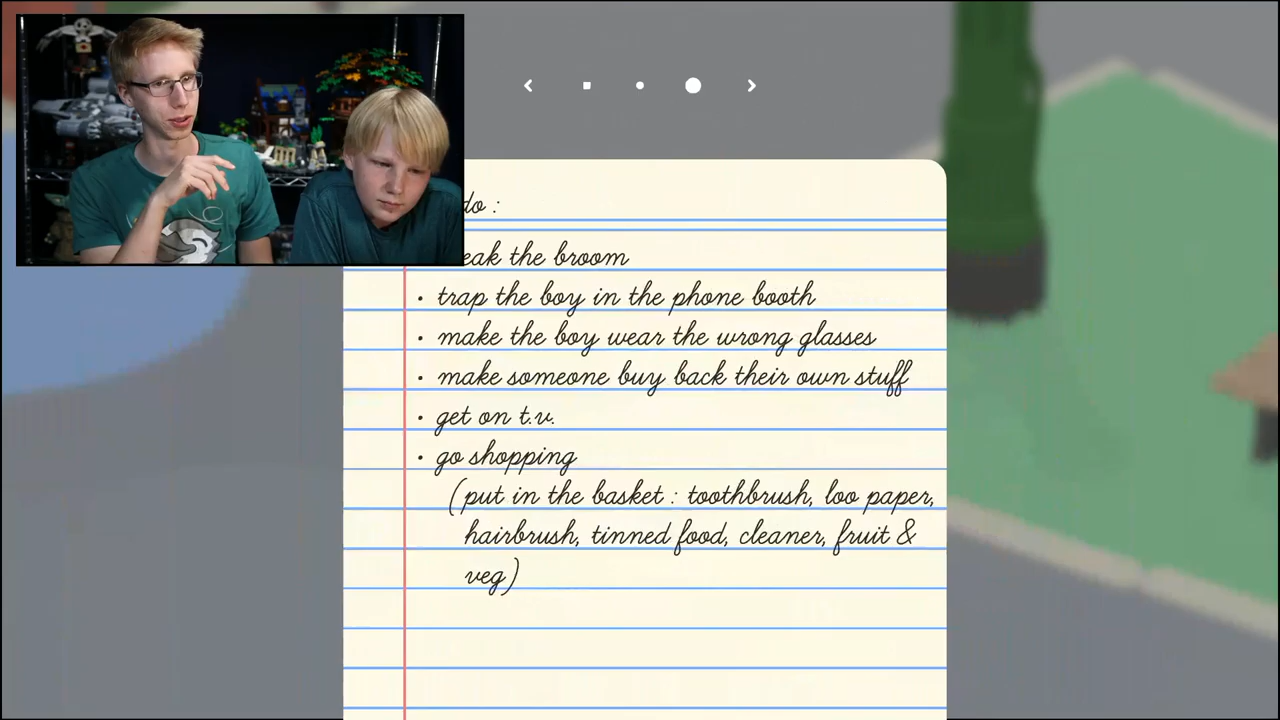 do :
eak the broom
• trap the boy in the phone booth
• make the boy wear the wrong glasses
• make someone buy back their own stuff
• get on t.v.
• go shopping
(put in the basket : toothbrush, loo paper,
hairbrush, tinned food, cleaner, fruit &
veg)